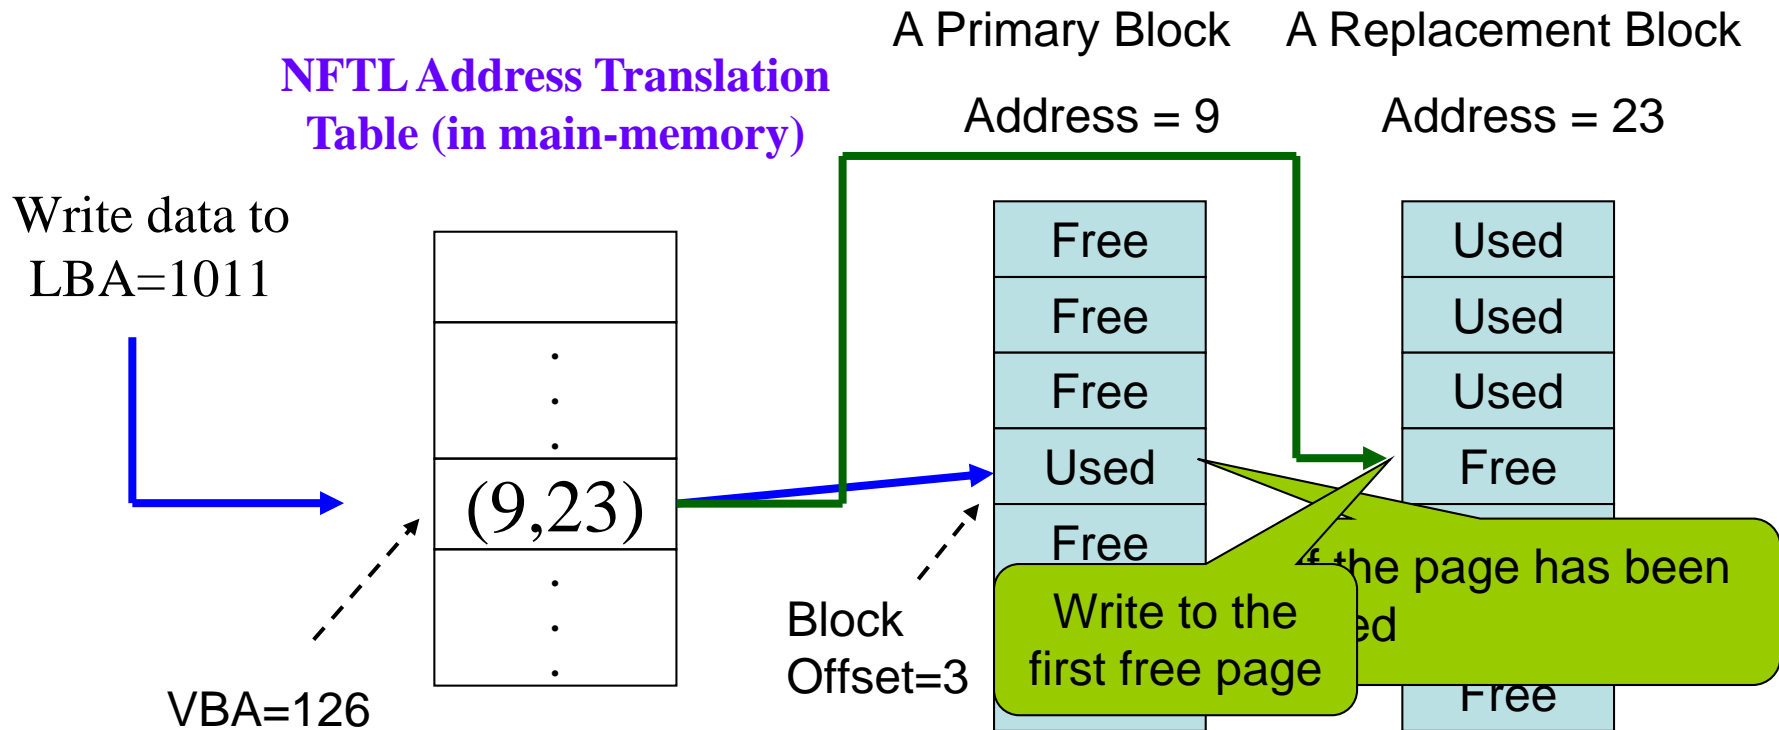 A Primary Block
A Replacement Block
NFTL Address Translation
Table (in main-memory)
Address = 9
Address = 23
Write data to
LBA=1011
(9,23)
VBA=126
Block
Offset=3
Free
Free
Free
Used
Free
Used
Used
Used
Free
Free
the page has been
Write to the
first free page